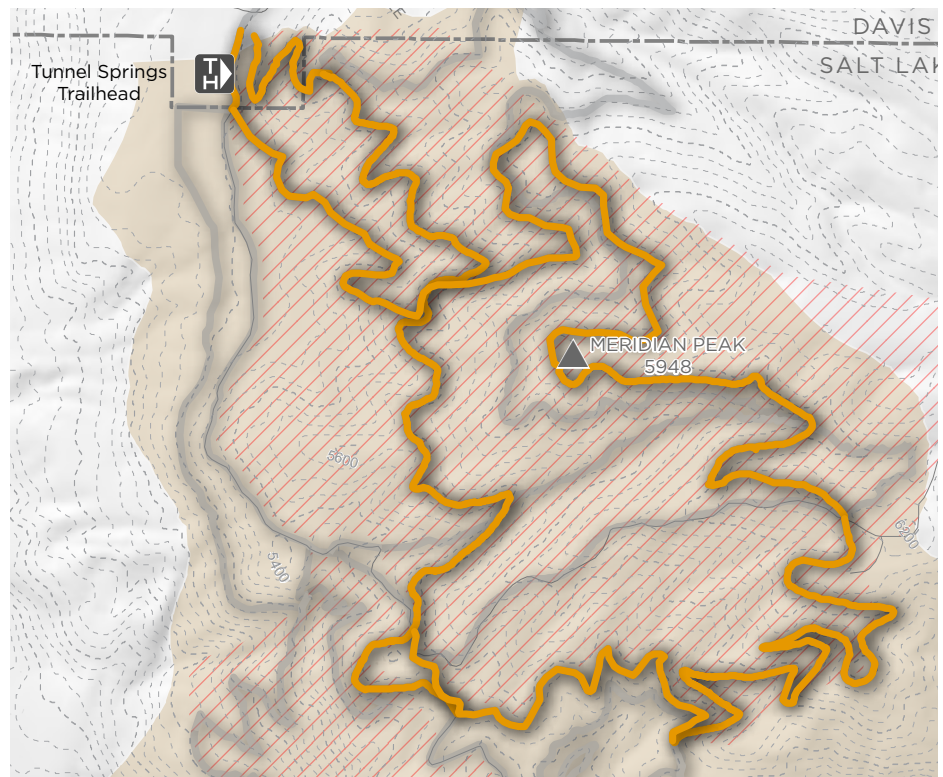 DAVIS
SALT LAK
Tunnel Springs
Trailhead
TH
MERIDIAN PEAK
5948
5600
5400
6200